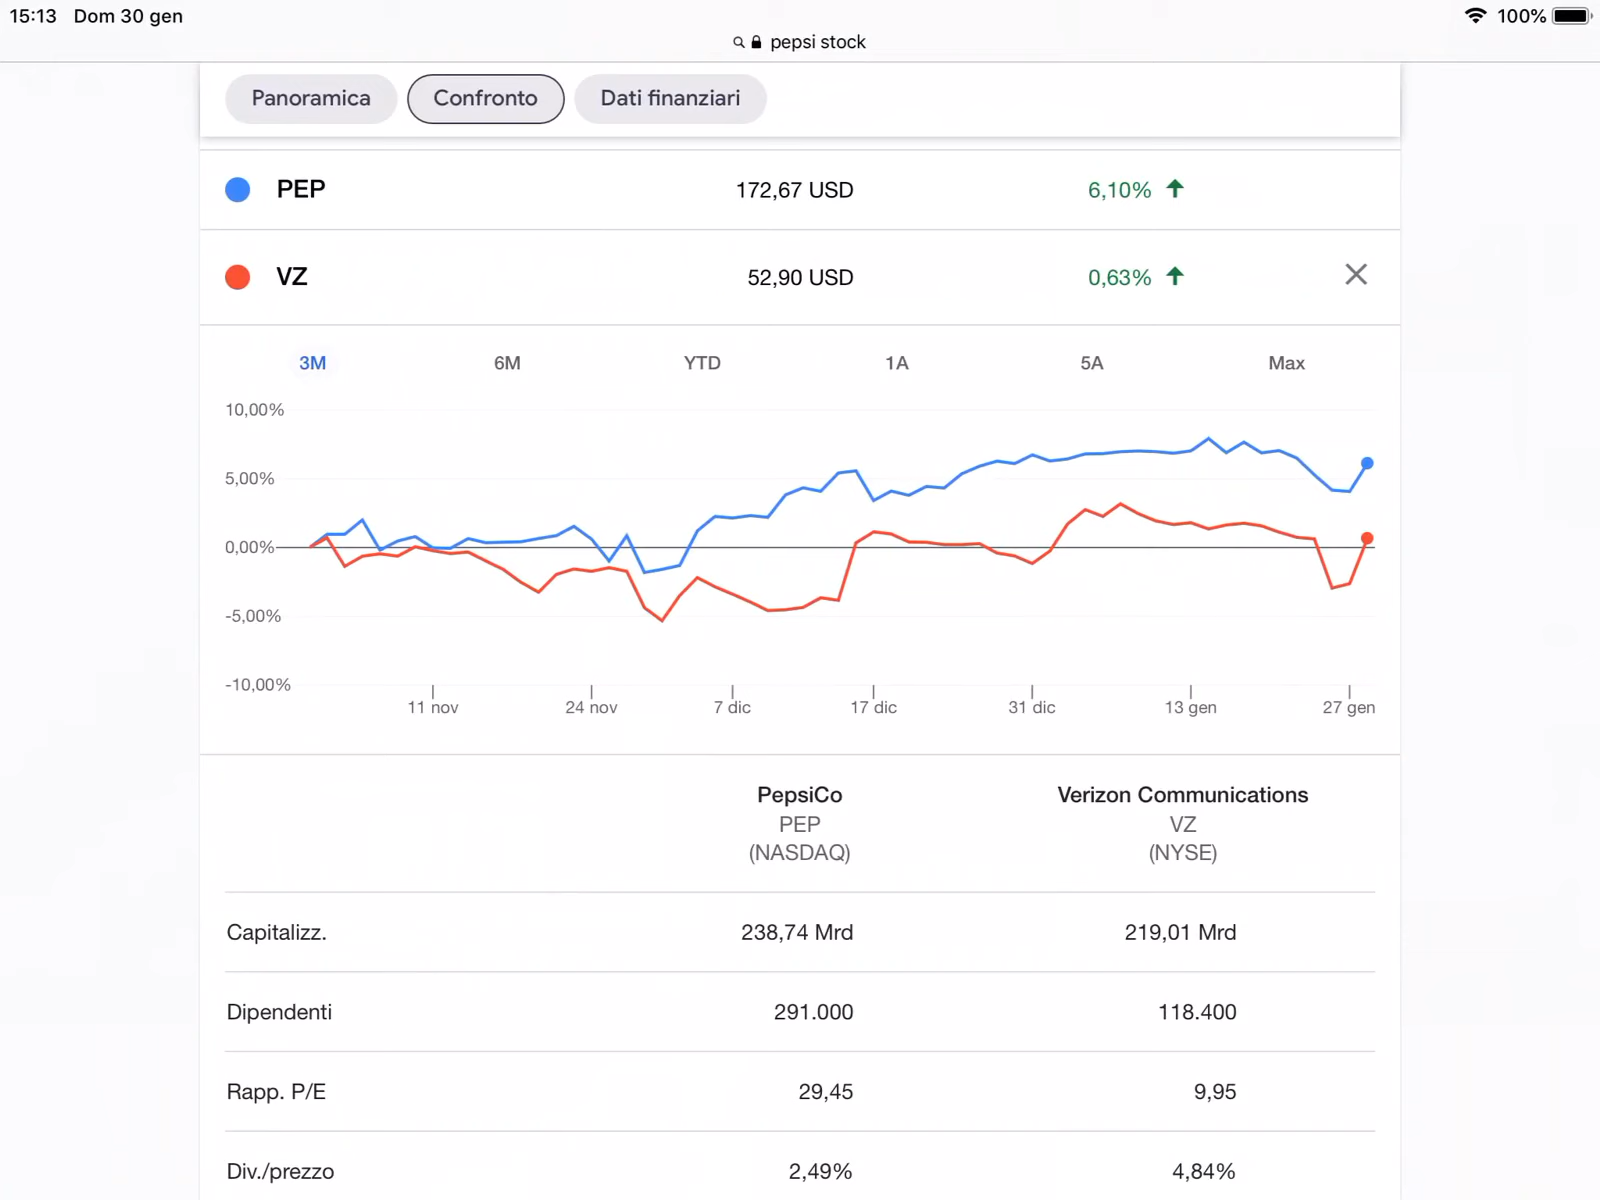 15:13 Dom 30 gen 100%
pepsi stock
Panoramica Confronto Dati finanziari
PEP 172,67 USD 6,10%
VZ 52,90 USD 0,63%
3M 6M YTD 1A 5A Max
10,00%
5,00%
0,00%
-5,00%
-10,00%
11 nov 24 nov 7 dic 17 dic 31 dic 13 gen 27 gen
PepsiCo Verizon Communications
PEP VZ
(NASDAQ) (NYSE)
Capitalizz. 238,74 Mrd 219,01 Mrd
Dipendenti 291.000 118.400
Rapp. P/E 29,45 9,95
Div./prezzo 2,49% 4,84%